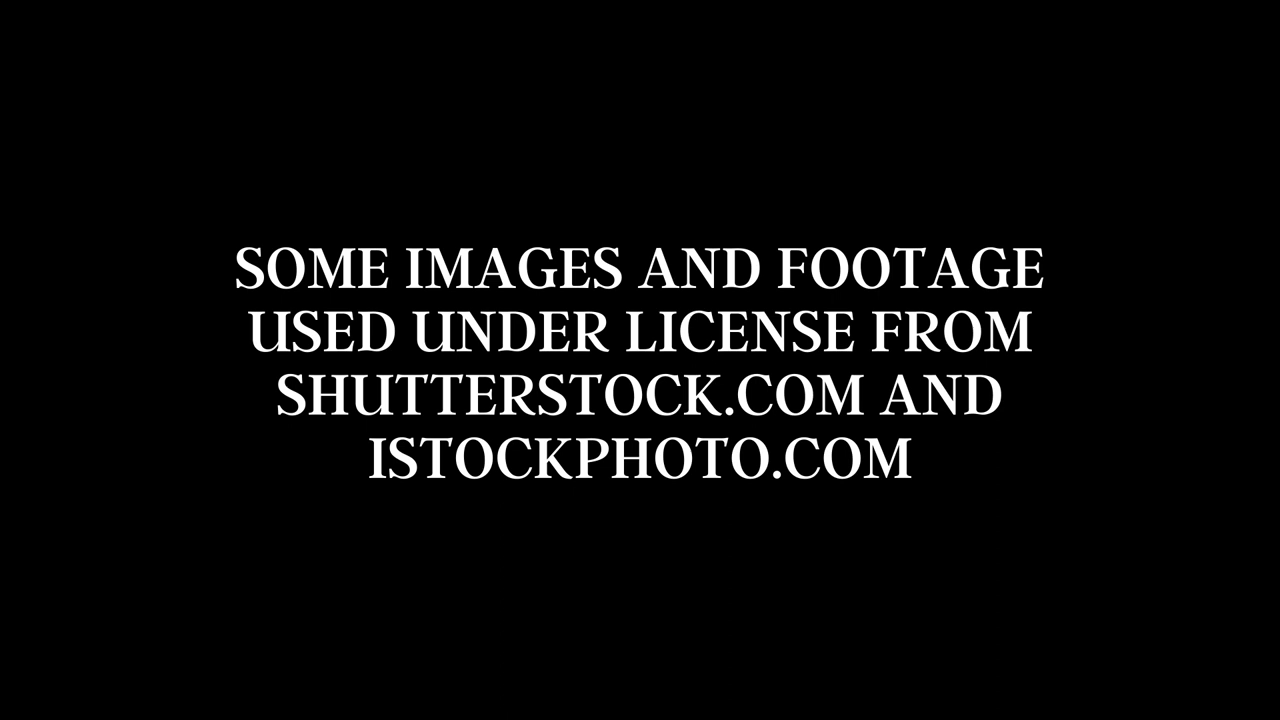 SOME IMAGES AND FOOTAGE
USED UNDER LICENSE FROM
SHUTTERSTOCK.COM AND
ISTOCKPHOTO.COM